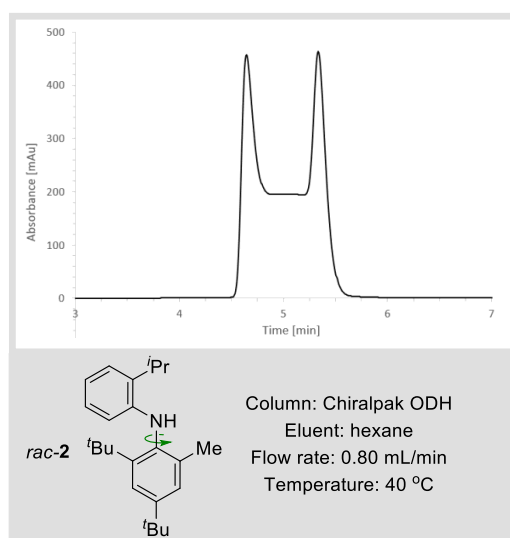 500
400
300
200
100
0
Absorbance [mAu]
3 4 5 6 7
Time [min]
iPr
NH
tBu
Me
rac-2
tBu
Column: Chiralpak ODH
Eluent: hexane
Flow rate: 0.80 mL/min
Temperature: 40 °C